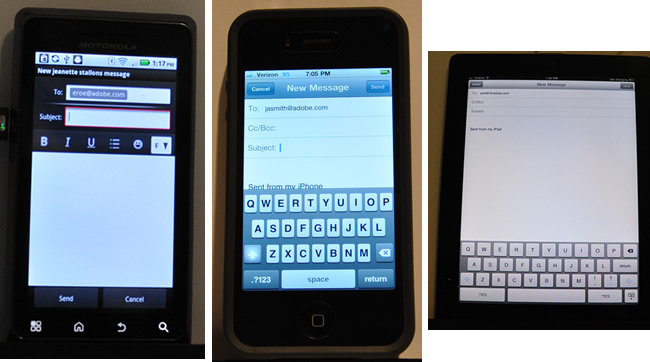 MOTOROLA
1:17 PM
New jeanette stallons message
To: eroe@adobe.com
Subject:
B I U F
Send Cancel
Verizon 3G 7:05 PM
Cancel New Message Send
To: jasmith@adobe.com
Cc/Bcc:
Subject:
Sent from my iPhone
Q W E R T Y U I O P
A S D F G H J K L
Z X C V B N M
.?123 space return
New Message
To:
Cc/Bcc:
Subject:
Sent from my iPad
Q W E R T Y U I O P
A S D F G H J K L return
Z X C V B N M ! ?
.?123 .?123